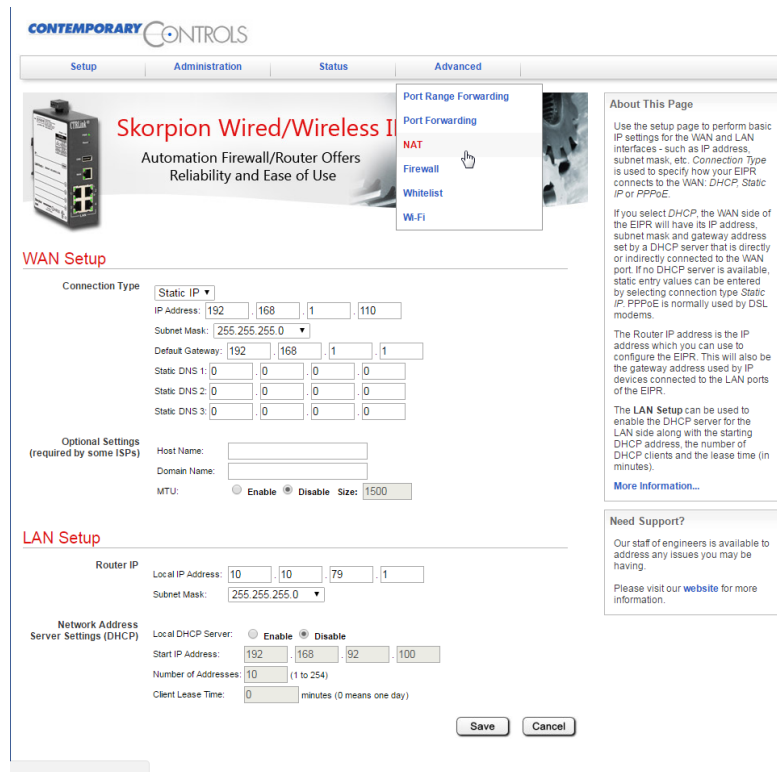 CONTEMPORARY CONTROLS
Setup Administration Status Advanced
Port Range Forwarding
Port Forwarding
NAT
Firewall
Whitelist
Wi-Fi
Skorpion Wired/Wireless I
Automation Firewall/Router Offers
Reliability and Ease of Use
WAN Setup
Connection Type
Static IP
IP Address: 192 . 168 . 1 . 110
Subnet Mask: 255.255.255.0
Default Gateway: 192 . 168 . 1 . 1
Static DNS 1: 0 . 0 . 0 . 0
Static DNS 2: 0 . 0 . 0 . 0
Static DNS 3: 0 . 0 . 0 . 0
Optional Settings
(required by some ISPs)
Host Name:
Domain Name:
MTU: Enable Disable Size: 1500
LAN Setup
Router IP
Local IP Address: 10 . 10 . 79 . 1
Subnet Mask: 255.255.255.0
Network Address
Server Settings (DHCP)
Local DHCP Server: Enable Disable
Start IP Address: 192 . 168 . 92 . 100
Number of Addresses: 10 (1 to 254)
Client Lease Time: 0 minutes (0 means one day)
Save Cancel
About This Page
Use the setup page to perform basic
IP settings for the WAN and LAN
interfaces - such as IP address,
subnet mask, etc. Connection Type
is used to specify how your EIPR
connects to the WAN: DHCP, Static
IP or PPPoE.
If you select DHCP, the WAN side of
the EIPR will have its IP address,
subnet mask and gateway address
set by a DHCP server that is directly
or indirectly connected to the WAN
port. If no DHCP server is available,
static entry values can be entered
by selecting connection type Static
IP. PPPoE is normally used by DSL
modems.
The Router IP address is the IP
address which you can use to
configure the EIPR. This will also be
the gateway address used by IP
devices connected to the LAN ports
of the EIPR.
The LAN Setup can be used to
enable the DHCP server for the
LAN side along with the starting
DHCP address, the number of
DHCP clients and the lease time (in
minutes).
More Information...
Need Support?
Our staff of engineers is available to
address any issues you may be
having.
Please visit our website for more
information.